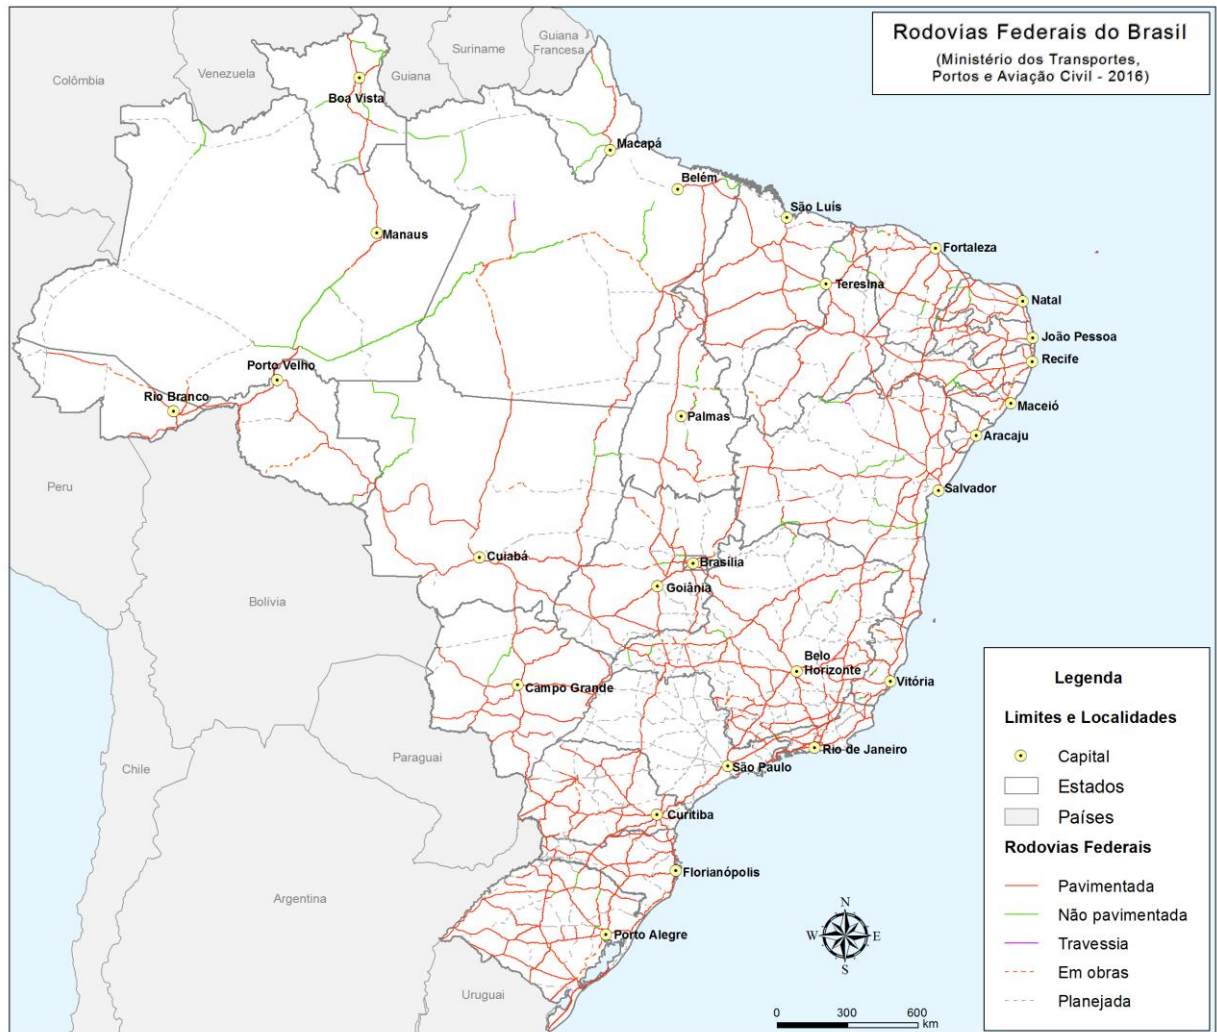 Rodovias Federais do Brasil
(Ministério dos Transportes,
Portos e Aviação Civil - 2016)
Colômbia
Venezuela
Guiana
Suriname
Guiana
Francesa
Boa Vista
Macapá
Belém
São Luís
Manaus
Fortaleza
Teresina
Natal
João Pessoa
Recife
Porto Velho
Rio Branco
Maceió
Palmas
Aracaju
Peru
Salvador
Cuiabá
Brasília
Goiânia
Bolívia
Belo
Horizonte
Vitória
Campo Grande
Rio de Janeiro
São Paulo
Paraguai
Chile
Curitiba
Florianópolis
Argentina
Porto Alegre
Uruguai
N
W
E
S
0
300
600
km
Legenda
Limites e Localidades
Capital
Estados
Países
Rodovias Federais
Pavimentada
Não pavimentada
Travessia
Em obras
Planejada